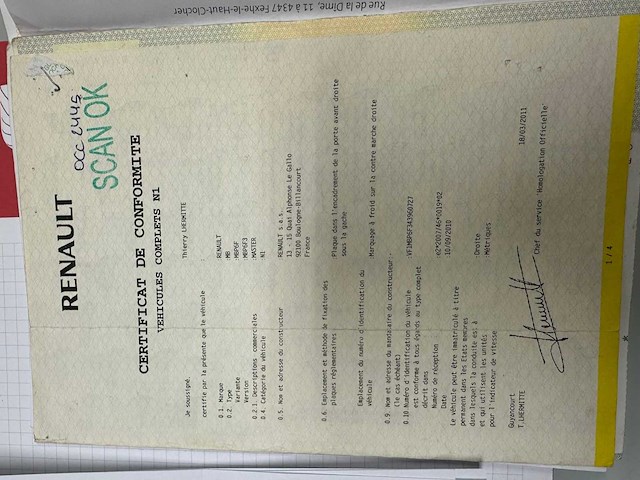 Rue de la Dîme, 11 à 4347 Fexhe-le-Haut-Clocher
RENAULT
OCC 2445
SCAN OK
CERTIFICAT DE CONFORMITE
VEHICULES COMPLETS N1
Je soussigné, Thierry LHERMITTE
certifie par la présente que le véhicule
0.1. Marque RENAULT
0.2. Type MR
Variante M6P6F
Version M6P6F3
0.2.1. Descriptions commerciales MASTER
0.4. Catégorie du véhicule N1
0.5. Nom et adresse du constructeur RENAULT s.a.s.
13 - 15 Quai Alphonse Le Gallo
92100 Boulogne-Billancourt
France
0.6. Emplacement et méthode de fixation des Plaque dans l'encadrement de la porte avant droite
plaques réglementaires sous la gache
Emplacement du numéro d'identification du Marquage à froid sur la contre marche droite
véhicule
0.9. Nom et adresse du mandataire du constructeur :
(le cas échéant)
0.10.Numéro d'identification du véhicule
est conforme à tous égards au type complet
décrit dans
Numéro de réception e2*2007/46*0019*02
Date 10/09/2010
Le véhicule peut être immatriculé à titre
permanent dans les Etats membres
dans lesquels la conduite est à Droite
et qui utilisent les unités Métriques
pour l'indicateur de vitesse
Guyancourt 18/03/2011
T.LHERMITTE Chef du service Homologation Officielle
1 / 4